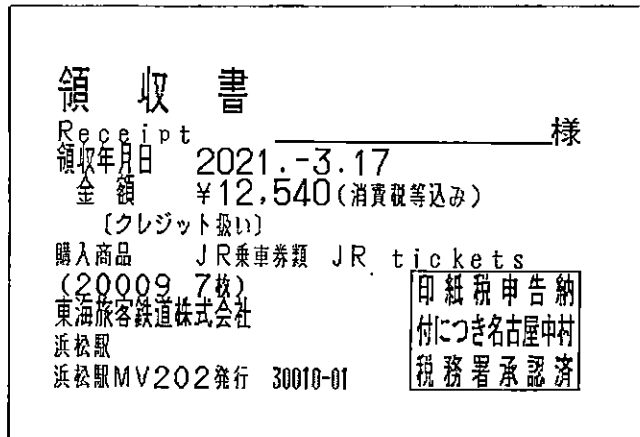 領収書
Receipt 様
領収年月日 2021.-3.17
金額 ¥12,540(消費税等込み)
〔クレジット扱い〕
購入商品 JR乗車券類 JR tickets
(20009 7枚)
東海旅客鉄道株式会社
浜松駅
浜松駅MV202発行 30010-01
印紙税申告納
付につき名古屋中村
税務署承認済